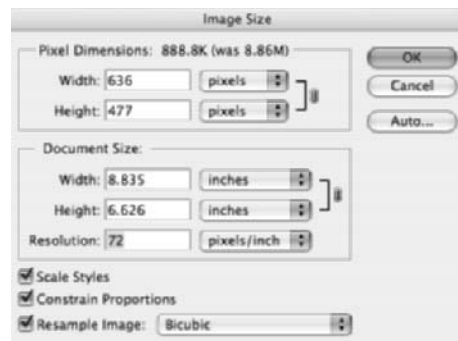 Image Size
Pixel Dimensions: 888.8K (was 8.86M)
Width: 636 pixels
Height: 477 pixels
OK
Cancel
Auto...
Document Size:
Width: 8.835 inches
Height: 6.626 inches
Resolution: 72 pixels/inch
Scale Styles
Constrain Proportions
Resample Image: Bicubic